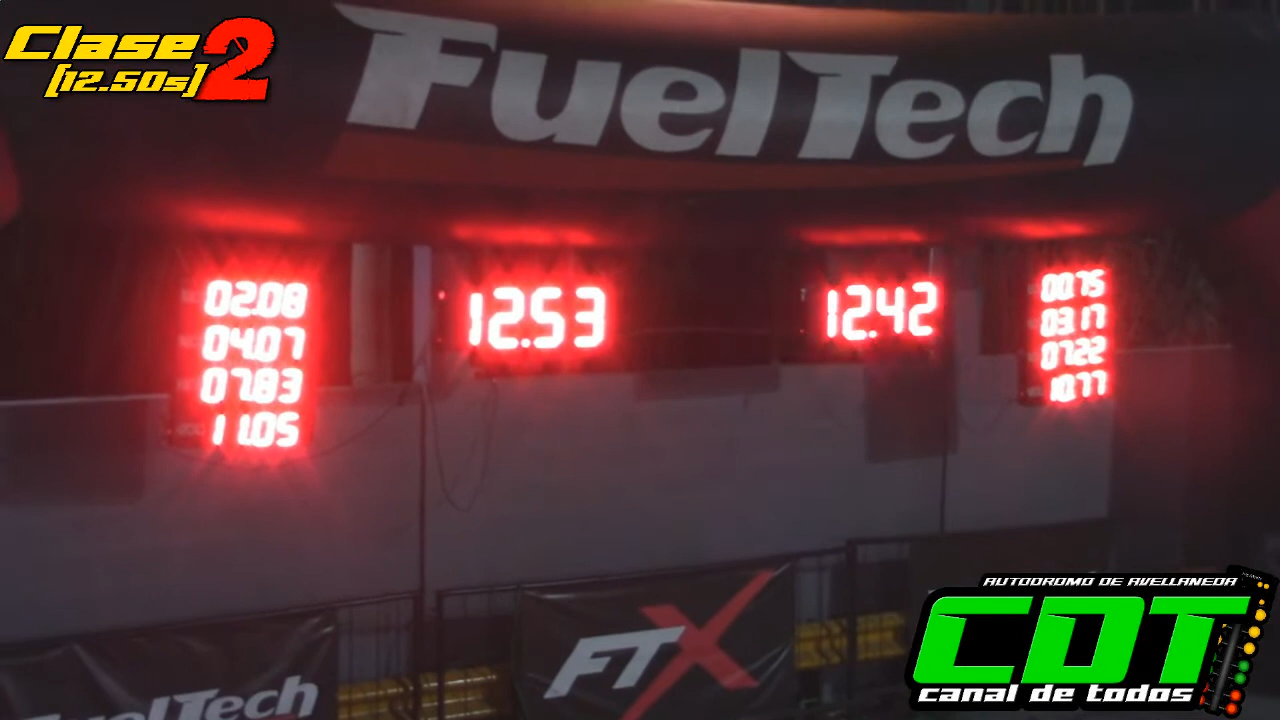 Clase 2
[12.50s]
FuelTech
02.08
04.07
07.83
11.05
12.53
12.42
00.75
03.17
07.22
10.77
FTX
FuelTech
AUTODROMO DE AVELLANEDA
CDT
canal de todos